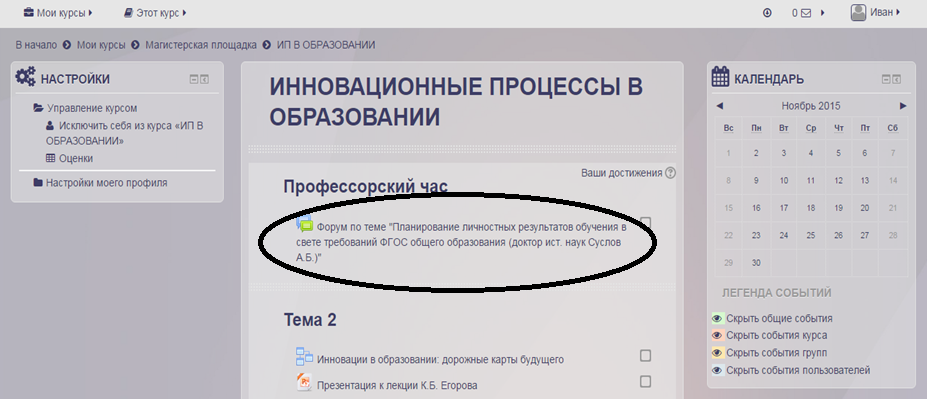 Мои курсы
Этот курс
0
Иван
В начало Мои курсы Магистерская площадка ИП В ОБРАЗОВАНИИ
НАСТРОЙКИ
Управление курсом
Исключить себя из курса «ИП В
ОБРАЗОВАНИИ»
Оценки
Настройки моего профиля
ИННОВАЦИОННЫЕ ПРОЦЕССЫ В
ОБРАЗОВАНИИ
Ваши достижения ?
Профессорский час
Форум по теме "Планирование личностных результатов обучения в
свете требований ФГОС общего образования (доктор ист. наук Суслов
А.Б.)"
Тема 2
Инновации в образовании: дорожные карты будущего
Презентация к лекции К.Б. Егорова
КАЛЕНДАРЬ
◄ Ноябрь 2015 ►
Вс Пн Вт Ср Чт Пт Сб
1 2 3 4 5 6 7
8 9 10 11 12 13 14
15 16 17 18 19 20 21
22 23 24 25 26 27 28
29 30
ЛЕГЕНДА СОБЫТИЙ
Скрыть общие события
Скрыть события курса
Скрыть события групп
Скрыть события пользователей